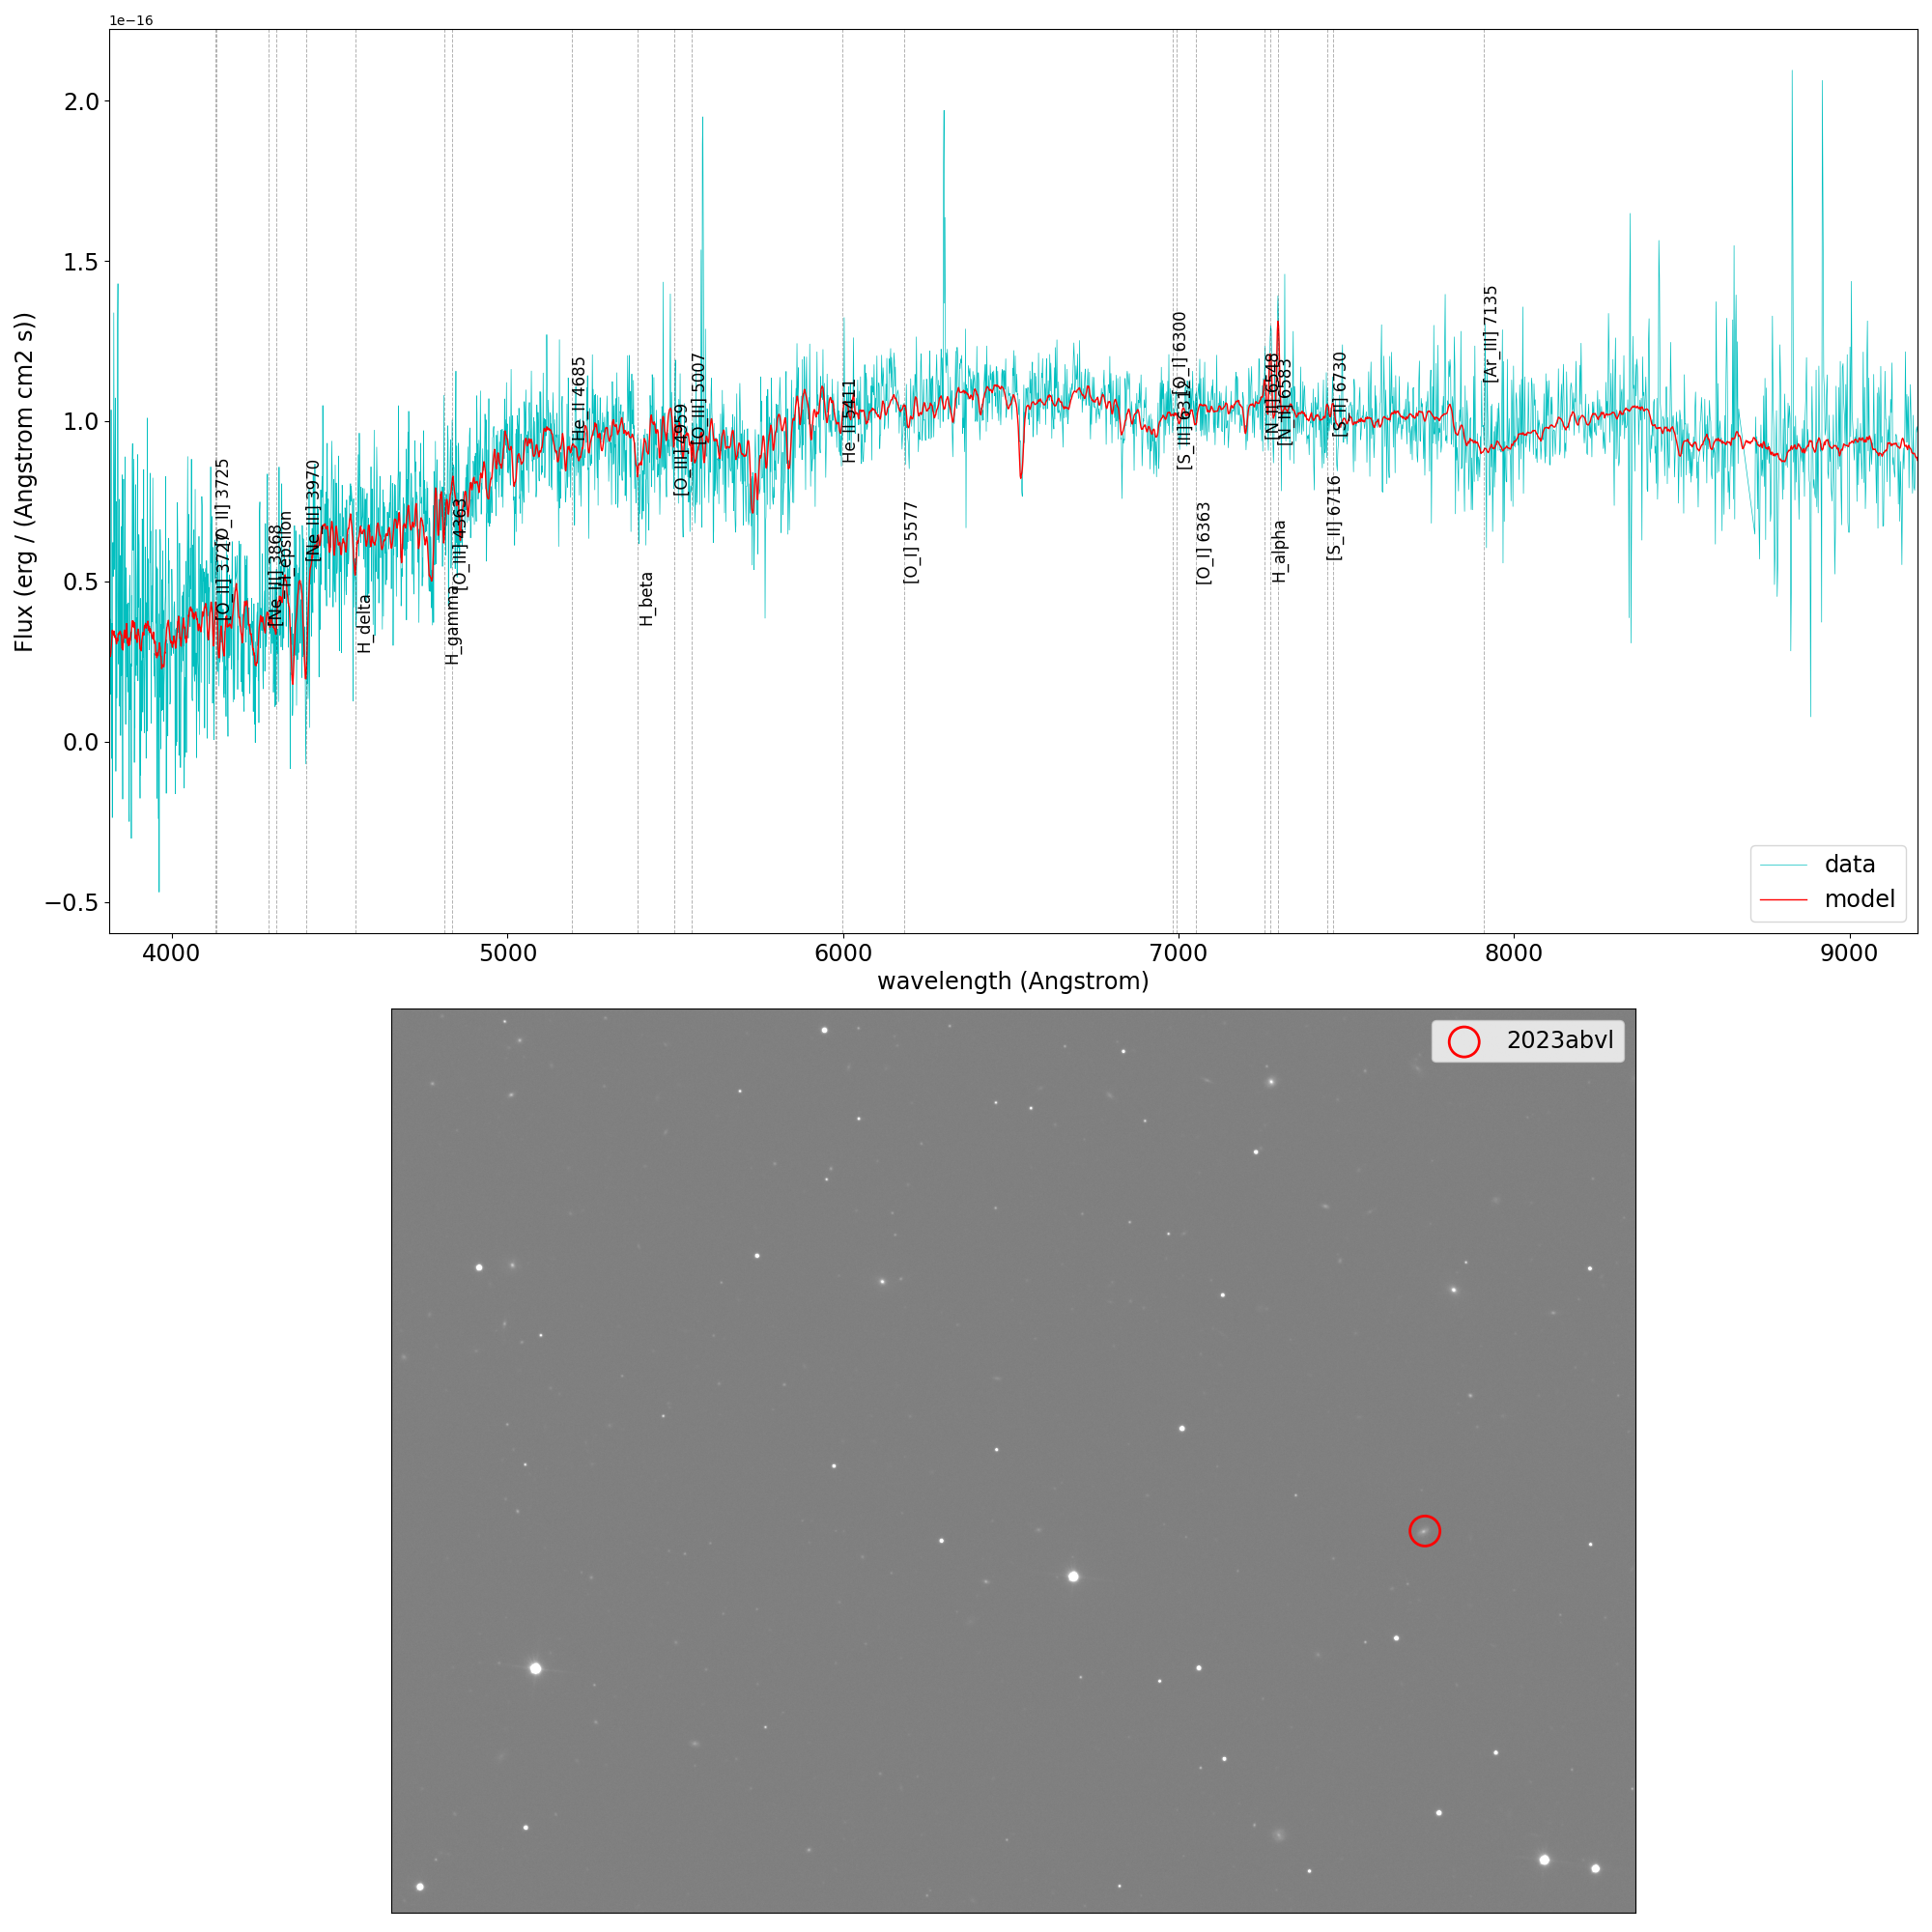 1e−16
Flux (erg / (Angstrom cm2 s))
2.0
1.5
1.0
0.5
0.0
−0.5
[O_II] 3725
[O_II] 3727
[Ne_III] 3868
H_epsilon
[Ne_III] 3970
H_delta
H_gamma
[O_III] 4363
He_II 4685
H_beta
[O_III] 4959
[O_III] 5007
He_II 5411
[O_I] 5577
[O_I] 6300
[S_III] 6312
[O_I] 6363
[N_II] 6548
H_alpha
[N_II] 6583
[S_II] 6716
[S_II] 6730
[Ar_III] 7135
data
model
4000 5000 6000 7000 8000 9000
wavelength (Angstrom)
2023abvl